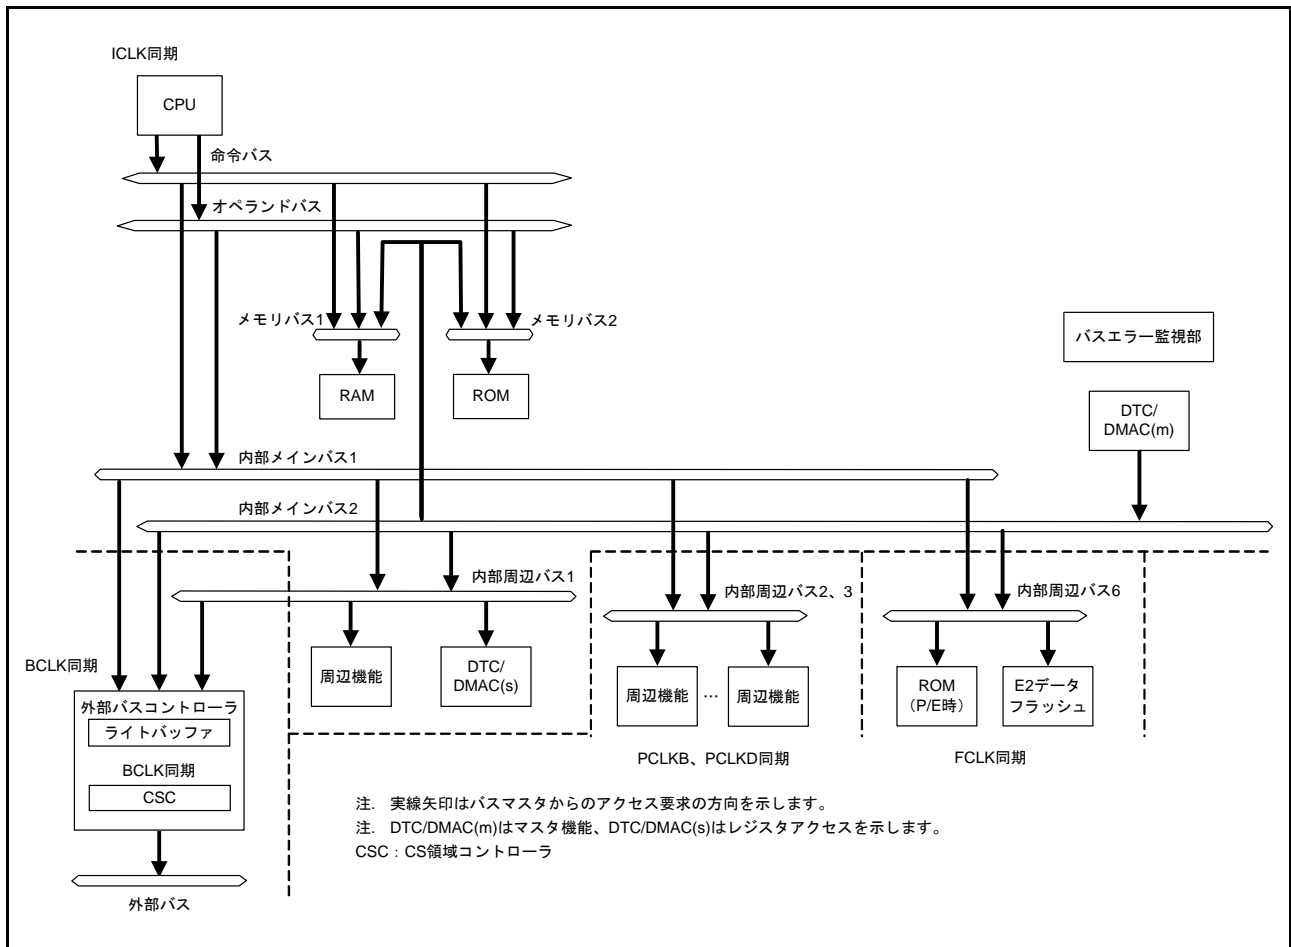 ICLK同期
CPU
命令バス
オペランドバス
メモリバス1
メモリバス2
RAM
ROM
バスエラー監視部
DTC/
DMAC(m)
内部メインバス1
内部メインバス2
内部周辺バス1
内部周辺バス2、3
内部周辺バス6
BCLK同期
外部バスコントローラ
ライトバッファ
BCLK同期
CSC
外部バス
周辺機能
DTC/
DMAC(s)
周辺機能
…
周辺機能
PCLKB、PCLKD同期
ROM
（P/E時）
E2データ
フラッシュ
FCLK同期
注. 実線矢印はバスマスタからのアクセス要求の方向を示します。
注. DTC/DMAC(m)はマスタ機能、DTC/DMAC(s)はレジスタアクセスを示します。
CSC：CS領域コントローラ